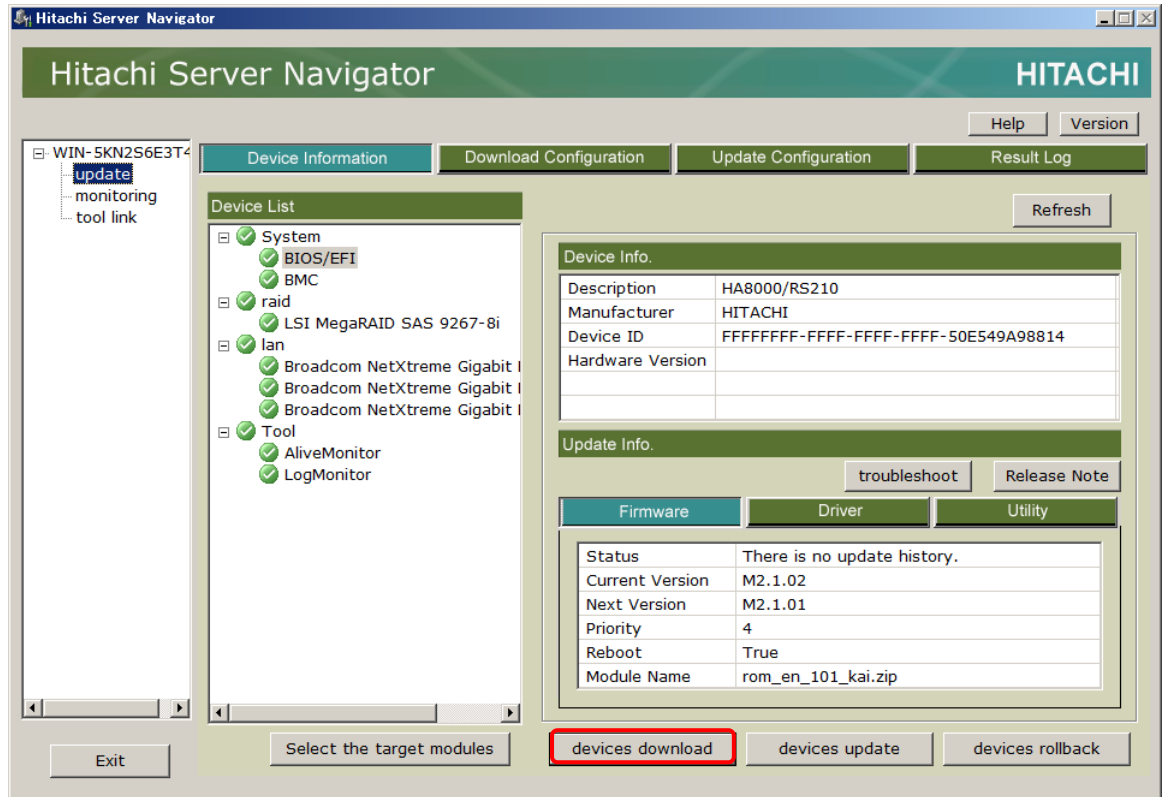 Hitachi Server Navigator
Hitachi Server Navigator
HITACHI
Help
Version
WIN-5KN2S6E3T4
update
monitoring
tool link
Device Information
Download Configuration
Update Configuration
Result Log
Device List
Refresh
System
BIOS/EFI
BMC
raid
LSI MegaRAID SAS 9267-8i
lan
Broadcom NetXtreme Gigabit
Broadcom NetXtreme Gigabit
Broadcom NetXtreme Gigabit
Tool
AliveMonitor
LogMonitor
Device Info.
Description HA8000/RS210
Manufacturer HITACHI
Device ID FFFFFFFF-FFFF-FFFF-FFFF-50E549A98814
Hardware Version
Update Info.
troubleshoot
Release Note
Firmware
Driver
Utility
Status There is no update history.
Current Version M2.1.02
Next Version M2.1.01
Priority 4
Reboot True
Module Name rom_en_101_kai.zip
Exit
Select the target modules
devices download
devices update
devices rollback